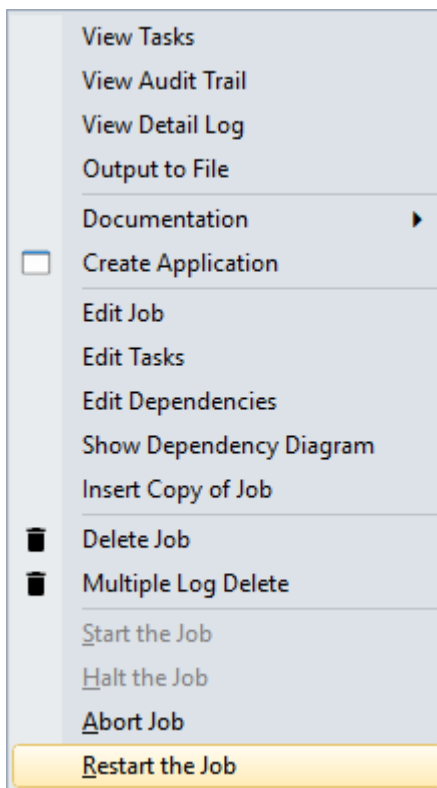 View Tasks
View Audit Trail
View Detail Log
Output to File
Documentation
Create Application
Edit Job
Edit Tasks
Edit Dependencies
Show Dependency Diagram
Insert Copy of Job
Delete Job
Multiple Log Delete
Start the Job
Halt the Job
Abort Job
Restart the Job